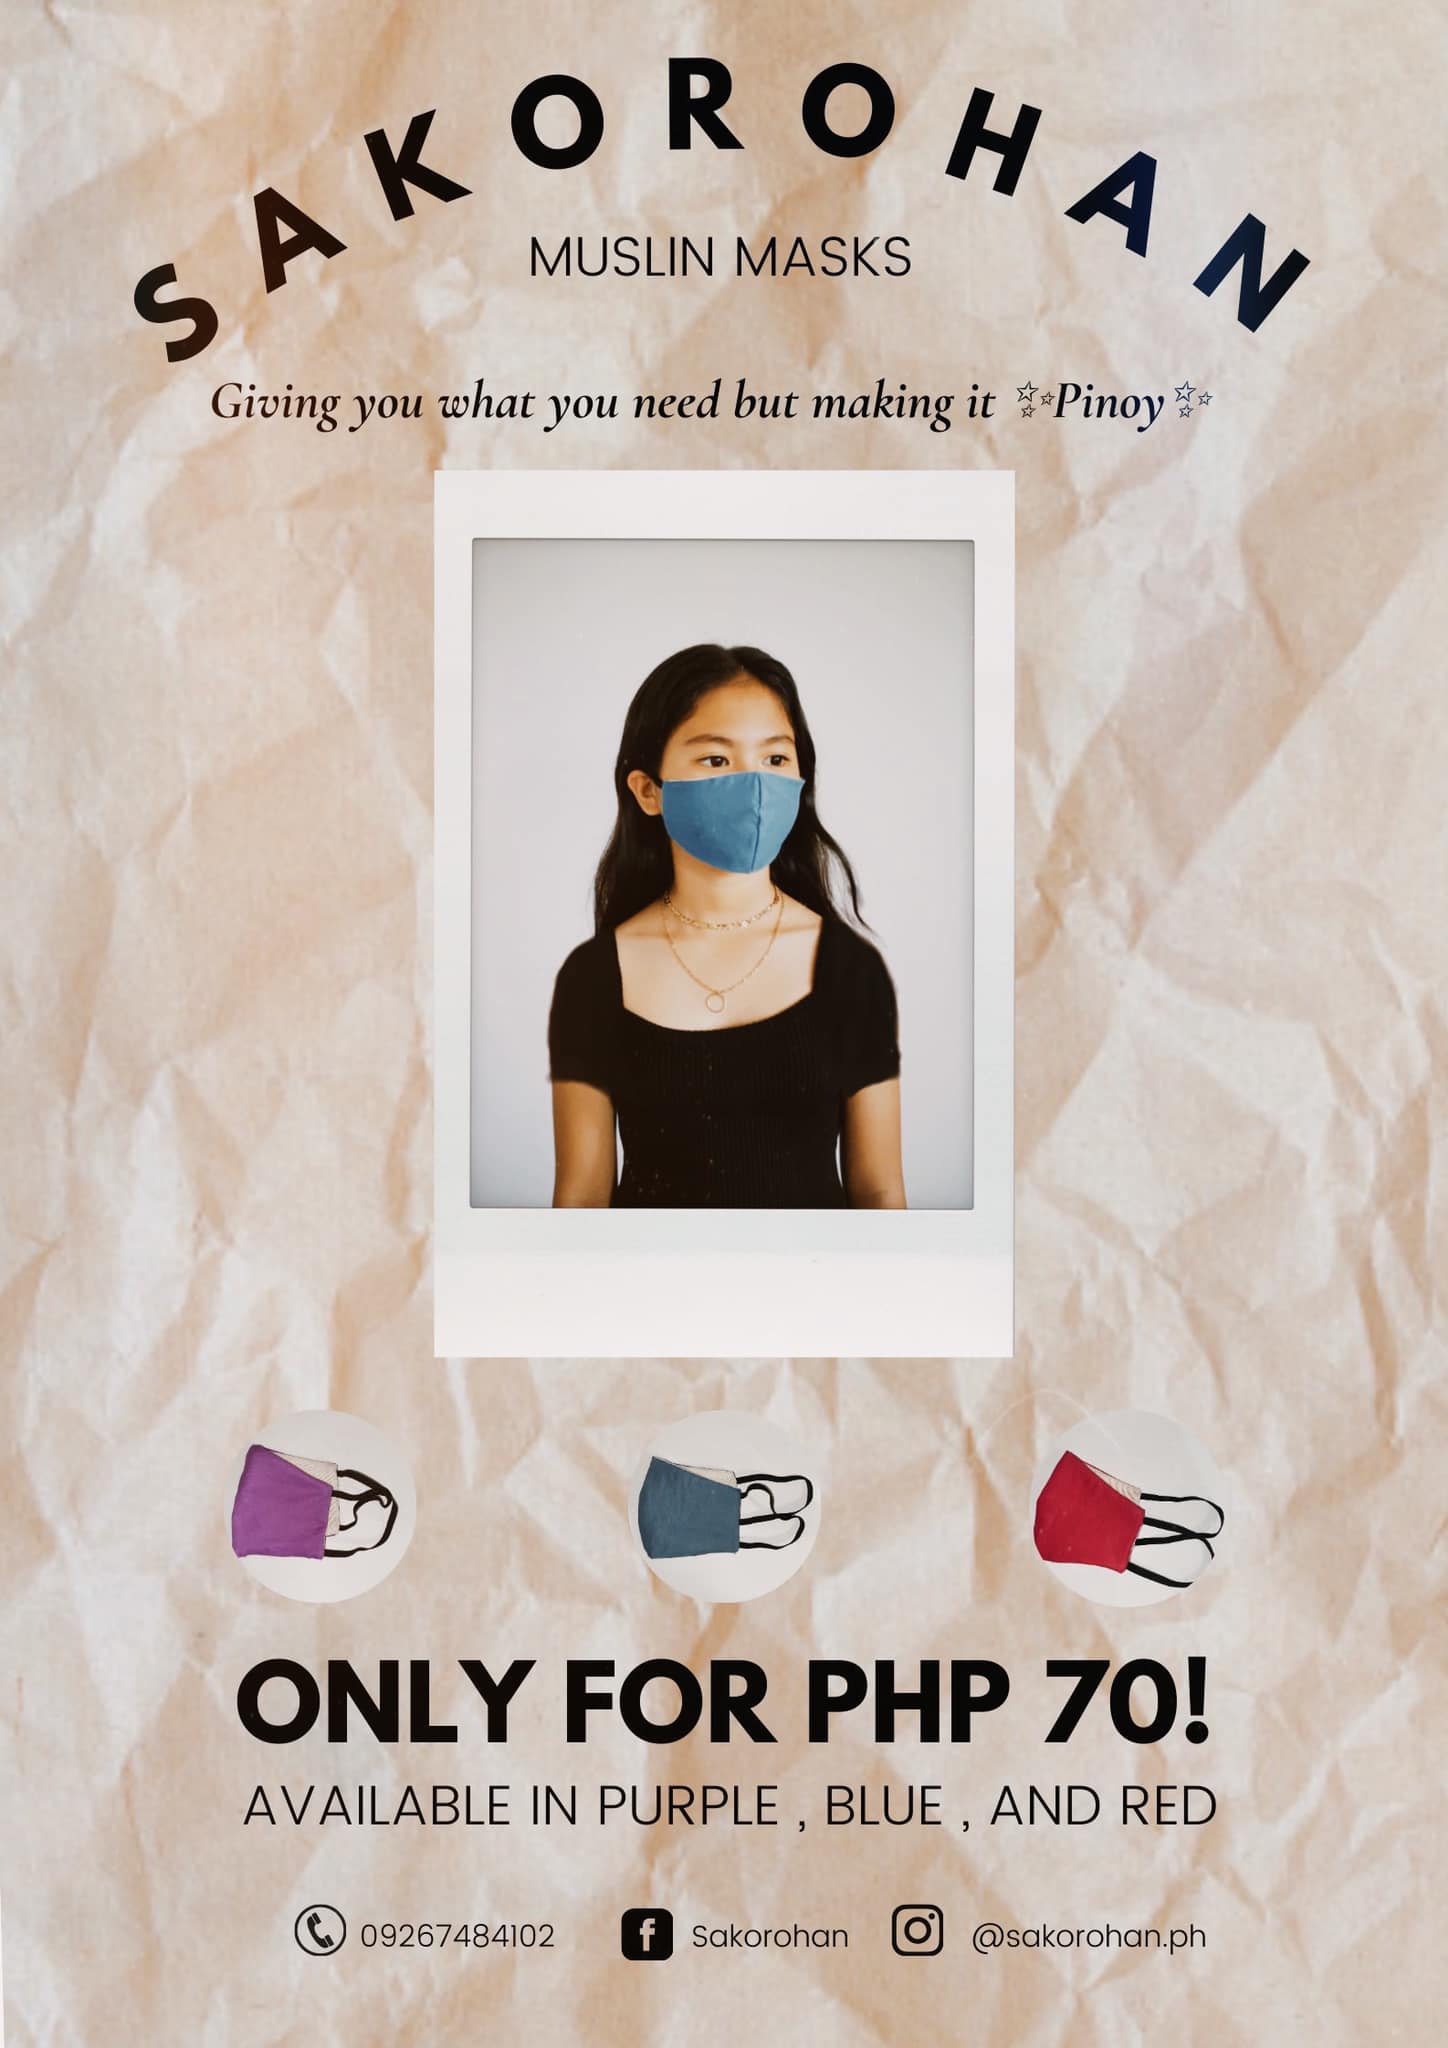 SAKOROHAN
MUSLIN MASKS
Giving you what you need but making it ✨Pinoy✨
ONLY FOR PHP 70!
AVAILABLE IN PURPLE , BLUE , AND RED
09267484102
Sakorohan
@sakorohan.ph